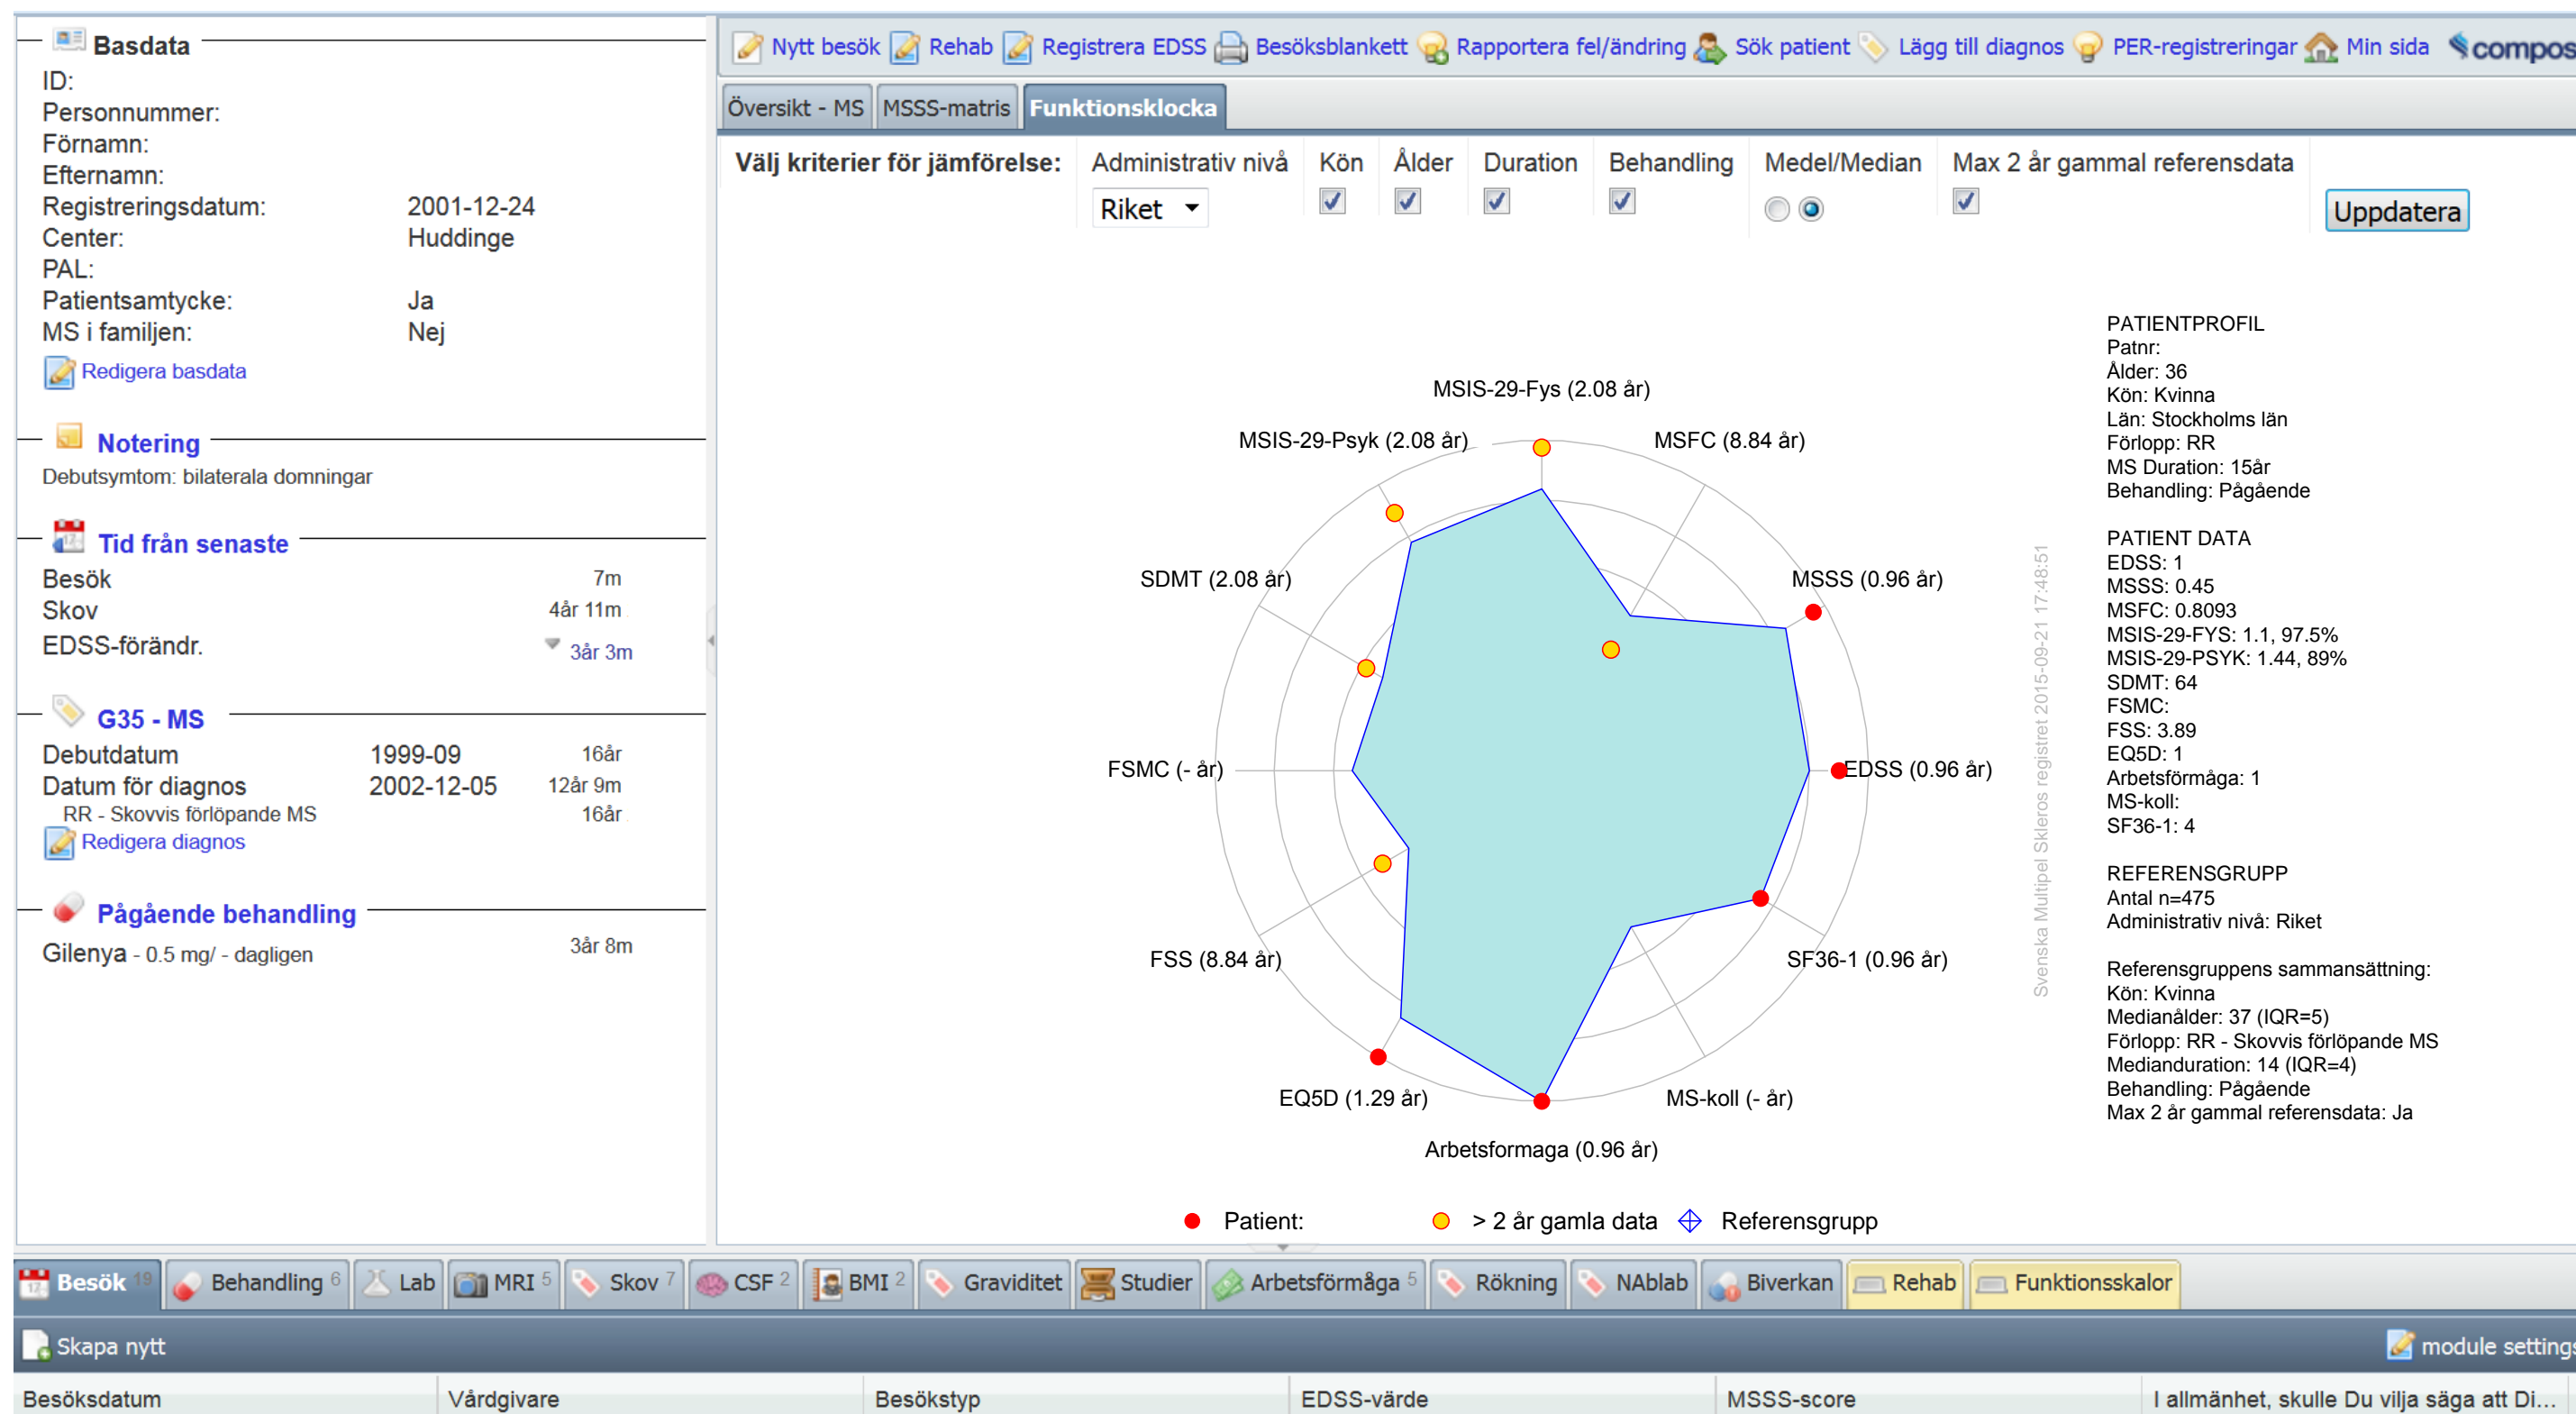 Basdata
ID:
Personnummer:
Förnamn:
Efternamn:
Registreringsdatum: 2001-12-24
Center: Huddinge
PAL:
Patientsamtycke: Ja
MS i familjen: Nej
Redigera basdata
Notering
Debutsymtom: bilaterala domningar
Tid från senaste
Besök 7m
Skov 4år 11m
EDSS-förändr. 3år 3m
G35 - MS
Debutdatum 1999-09 16år
Datum för diagnos 2002-12-05 12år 9m
RR - Skovvis förlöpande MS 16år
Redigera diagnos
Pågående behandling
Gilenya - 0.5 mg/ - dagligen 3år 8m
Nytt besök Rehab Registrera EDSS Besöksblankett Rapportera fel/ändring Sök patient Lägg till diagnos PER-registreringar Min sida compos
Översikt - MS MSSS-matris Funktionsklocka
Välj kriterier för jämförelse: Administrativ nivå Kön Ålder Duration Behandling Medel/Median Max 2 år gammal referensdata
Riket Uppdatera
MSIS-29-Fys (2.08 år)
MSIS-29-Psyk (2.08 år) MSFC (8.84 år)
SDMT (2.08 år) MSSS (0.96 år)
FSMC (- år) EDSS (0.96 år)
FSS (8.84 år) SF36-1 (0.96 år)
EQ5D (1.29 år) MS-koll (- år)
Arbetsformaga (0.96 år)
Patient: > 2 år gamla data Referensgrupp
Svenska Multipel Skleros registret 2015-09-21 17:48:51
PATIENTPROFIL
Patnr:
Ålder: 36
Kön: Kvinna
Län: Stockholms län
Förlopp: RR
MS Duration: 15år
Behandling: Pågående
PATIENT DATA
EDSS: 1
MSSS: 0.45
MSFC: 0.8093
MSIS-29-FYS: 1.1, 97.5%
MSIS-29-PSYK: 1.44, 89%
SDMT: 64
FSMC:
FSS: 3.89
EQ5D: 1
Arbetsförmåga: 1
MS-koll:
SF36-1: 4
REFERENSGRUPP
Antal n=475
Administrativ nivå: Riket
Referensgruppens sammansättning:
Kön: Kvinna
Medianålder: 37 (IQR=5)
Förlopp: RR - Skovvis förlöpande MS
Medianduration: 14 (IQR=4)
Behandling: Pågående
Max 2 år gammal referensdata: Ja
Besök 19 Behandling 6 Lab MRI 5 Skov 7 CSF 2 BMI 2 Graviditet Studier Arbetsförmåga 5 Rökning NAblab Biverkan Rehab Funktionsskalor
Skapa nytt module settings
Besöksdatum Vårdgivare Besökstyp EDSS-värde MSSS-score I allmänhet, skulle Du vilja säga att Di...